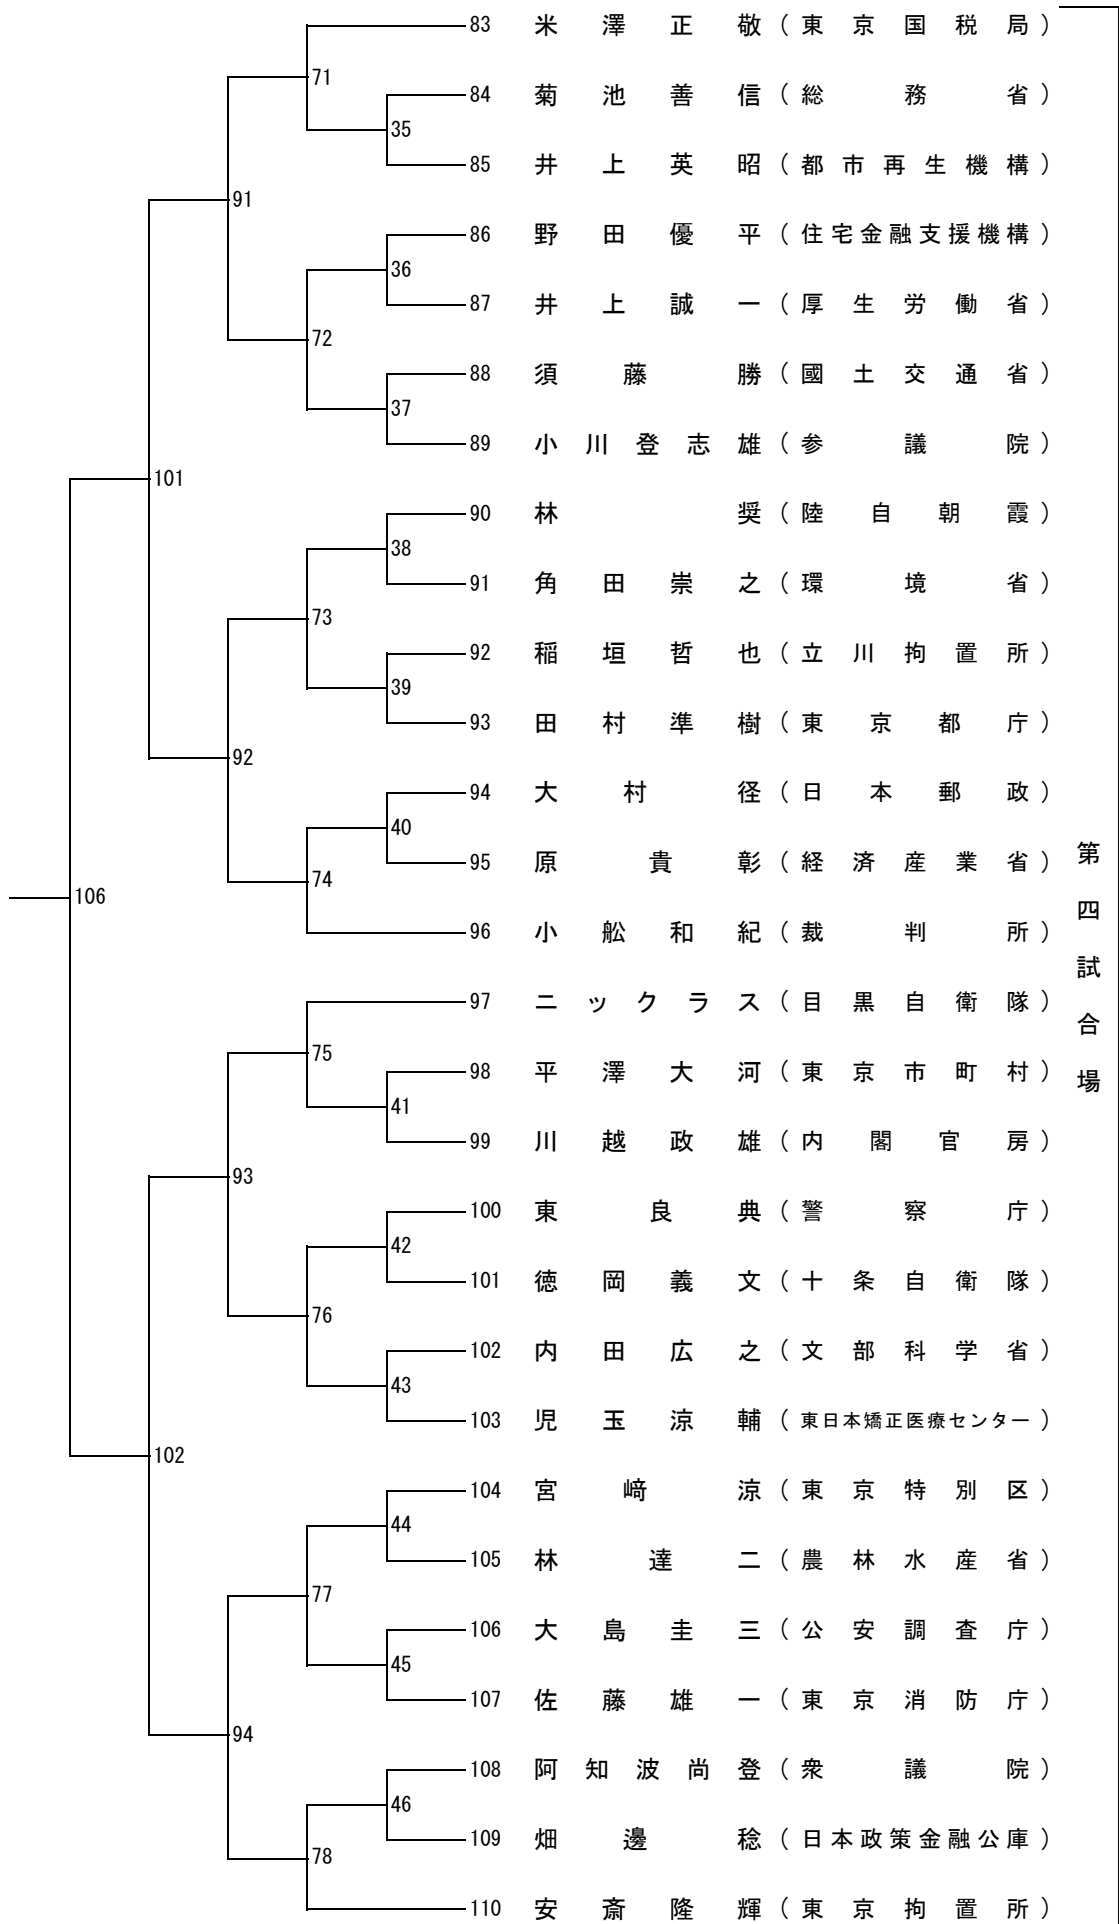 83 米澤正敬（東京国税局）
71
84 菊池善信（総務省）
35
85 井上英昭（都市再生機構）
91
86 野田優平（住宅金融支援機構）
36
87 井上誠一（厚生労働省）
72
88 須藤勝（國土交通省）
37
89 小川登志雄（参議院）
101
90 林奨（陸自朝霞）
38
91 角田崇之（環境省）
73
92 稲垣哲也（立川拘置所）
39
93 田村準樹（東京都庁）
92
94 大村径（日本郵政）
40
95 原貴彰（経済産業省）
74
106
96 小舩和紀（裁判所）
97 ニックラス（目黒自衛隊）
75
98 平澤大河（東京市町村）
41
99 川越政雄（内閣官房）
93
100 東良典（警察庁）
42
101 徳岡義文（十条自衛隊）
76
102 内田広之（文部科学省）
43
103 児玉涼輔（東日本矯正医療センター）
102
104 宮﨑涼（東京特別区）
44
105 林達二（農林水産省）
77
106 大島圭三（公安調査庁）
45
107 佐藤雄一（東京消防庁）
94
108 阿知波尚登（衆議院）
46
109 畑邊稔（日本政策金融公庫）
78
110 安斎隆輝（東京拘置所）
第四試合場